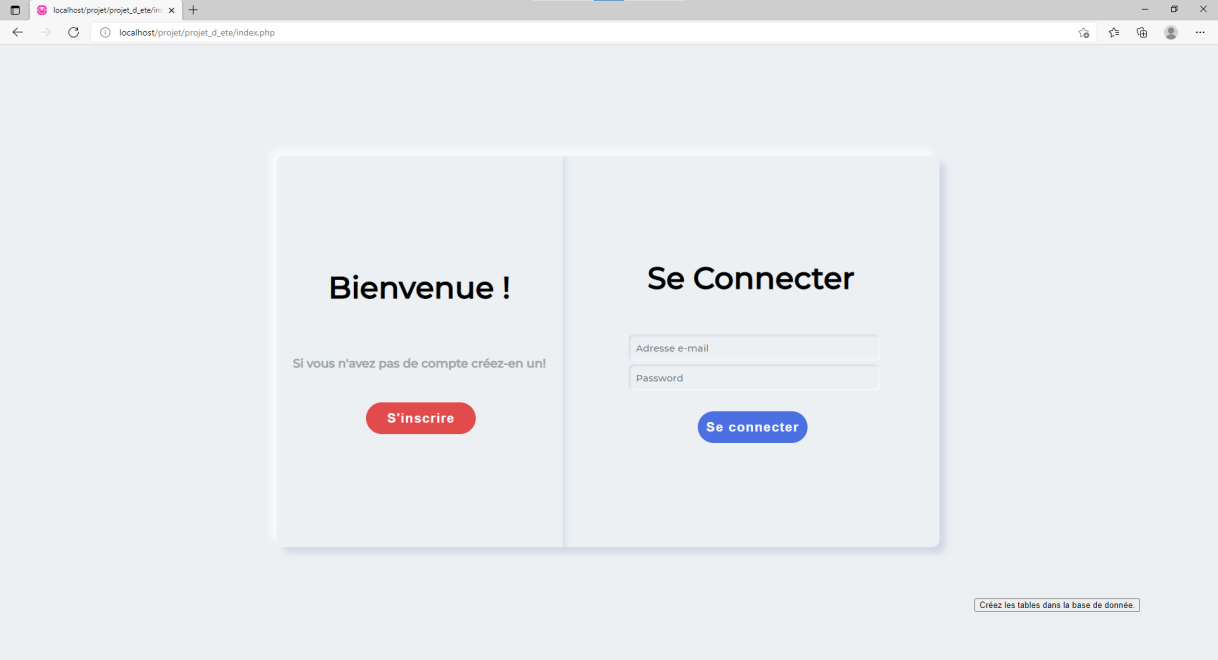 localhost/projet/projet_d_ete/in
localhost/projet/projet_d_ete/index.php
Bienvenue !
Si vous n'avez pas de compte créez-en un!
S'inscrire
Se Connecter
Adresse e-mail
Password
Se connecter
Créez les tables dans la base de donnée.